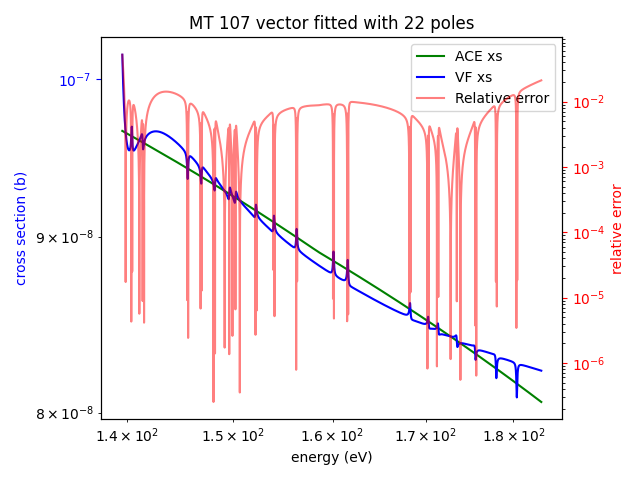 MT 107 vector fitted with 22 poles
ACE xs
VF xs
Relative error
10⁻⁷
9 × 10⁻⁸
8 × 10⁻⁸
cross section (b)
10⁻²
10⁻³
10⁻⁴
10⁻⁵
10⁻⁶
relative error
1.4 × 10² 1.5 × 10² 1.6 × 10² 1.7 × 10² 1.8 × 10²
energy (eV)